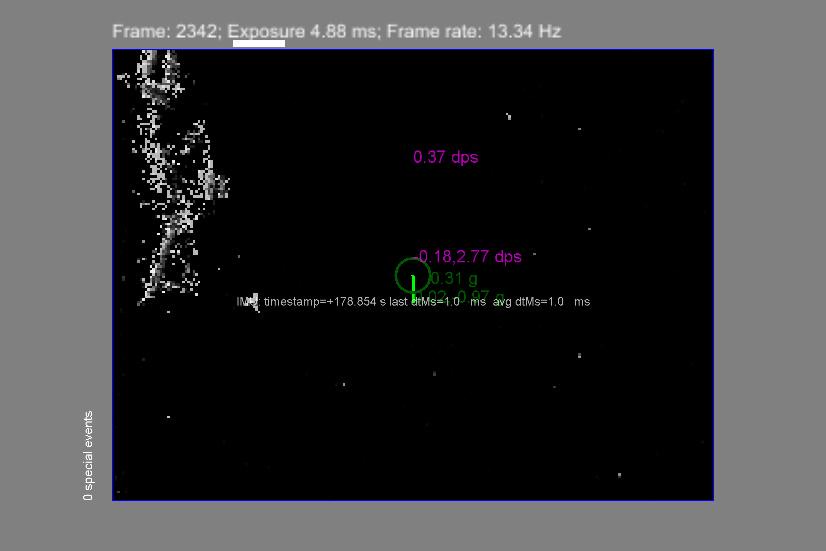 Frame: 2342; Exposure 4.88 ms; Frame rate: 13.34 Hz
0.37 dps
-0.18,2.77 dps
0.31 g
0.97 g
timestamp=+178.854 s last dtMs=1.0 ms avg dtMs=1.0 ms
0 special events